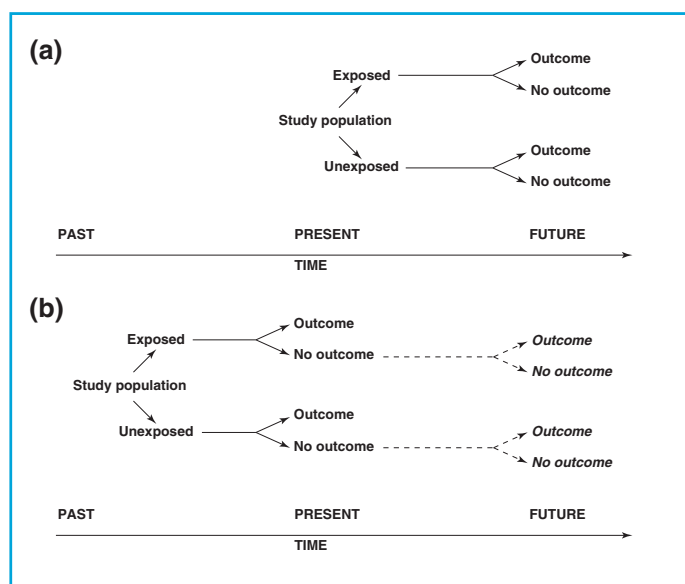 (a)
Outcome
Exposed
No outcome
Study population
Outcome
Unexposed
No outcome
PAST PRESENT FUTURE
TIME
(b)
Outcome
Exposed
Outcome
No outcome
No outcome
Study population
Outcome
Unexposed
Outcome
No outcome
No outcome
PAST PRESENT FUTURE
TIME